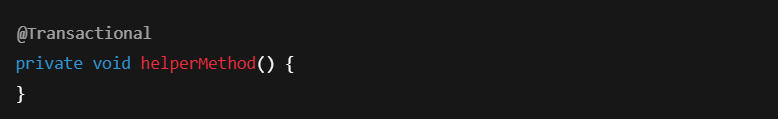 @Transactional
private void helperMethod() {
}